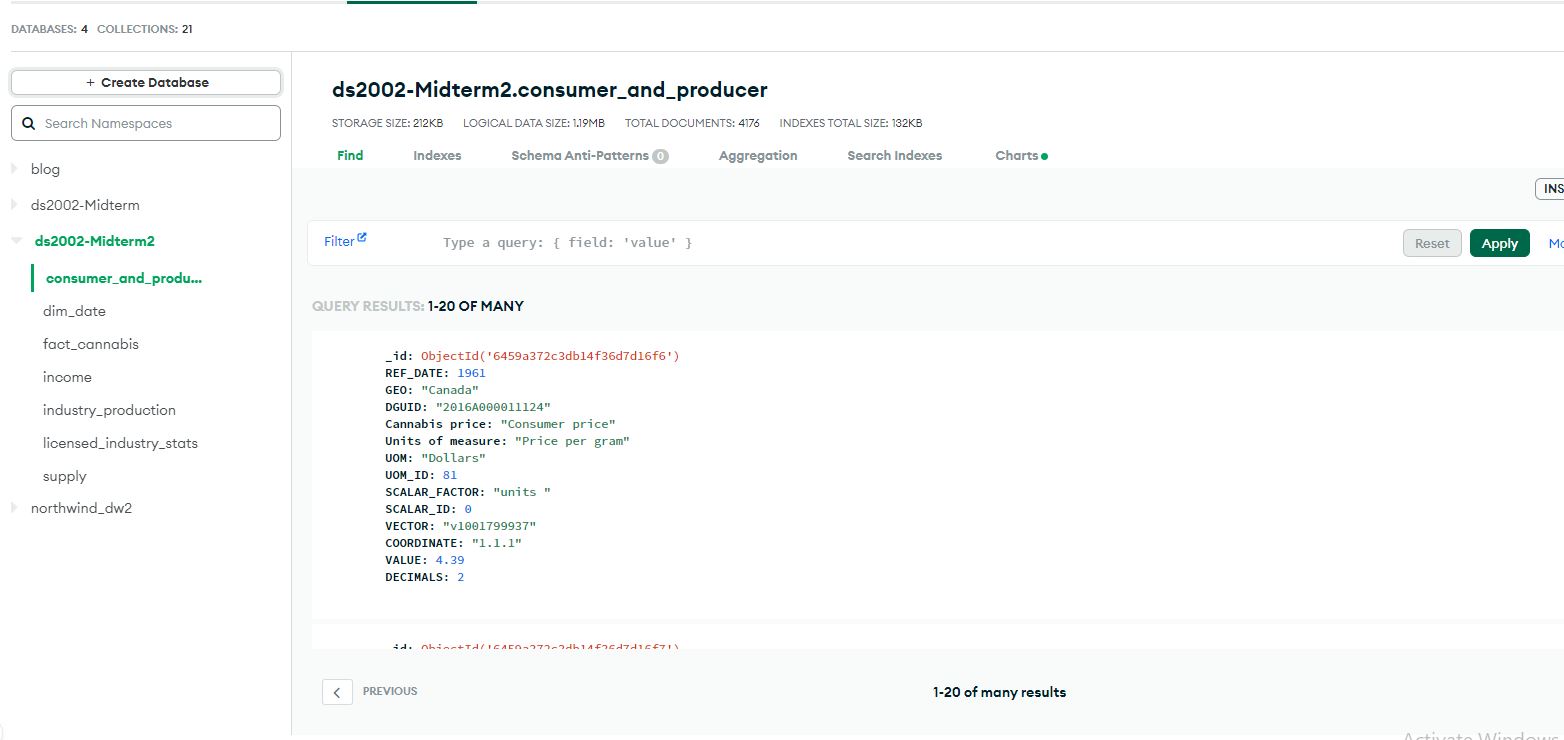 DATABASES: 4 COLLECTIONS: 21
+ Create Database
Search Namespaces
blog
ds2002-Midterm
ds2002-Midterm2
consumer_and_produ...
dim_date
fact_cannabis
income
industry_production
licensed_industry_stats
supply
northwind_dw2
ds2002-Midterm2.consumer_and_producer
STORAGE SIZE: 212KB LOGICAL DATA SIZE: 1.19MB TOTAL DOCUMENTS: 4176 INDEXES TOTAL SIZE: 132KB
Find Indexes Schema Anti-Patterns 0 Aggregation Search Indexes Charts
INS
Filter Type a query: { field: 'value' } Reset Apply Mo
QUERY RESULTS: 1-20 OF MANY
_id: ObjectId('6459a372c3db14f36d7d16f6')
REF_DATE: 1961
GEO: "Canada"
DGUID: "2016A000011124"
Cannabis price: "Consumer price"
Units of measure: "Price per gram"
UOM: "Dollars"
UOM_ID: 81
SCALAR_FACTOR: "units "
SCALAR_ID: 0
VECTOR: "v1001799937"
COORDINATE: "1.1.1"
VALUE: 4.39
DECIMALS: 2
_id: ObjectId('6459a372c3db14f36d7d16f7')
PREVIOUS 1-20 of many results
Activate Windows